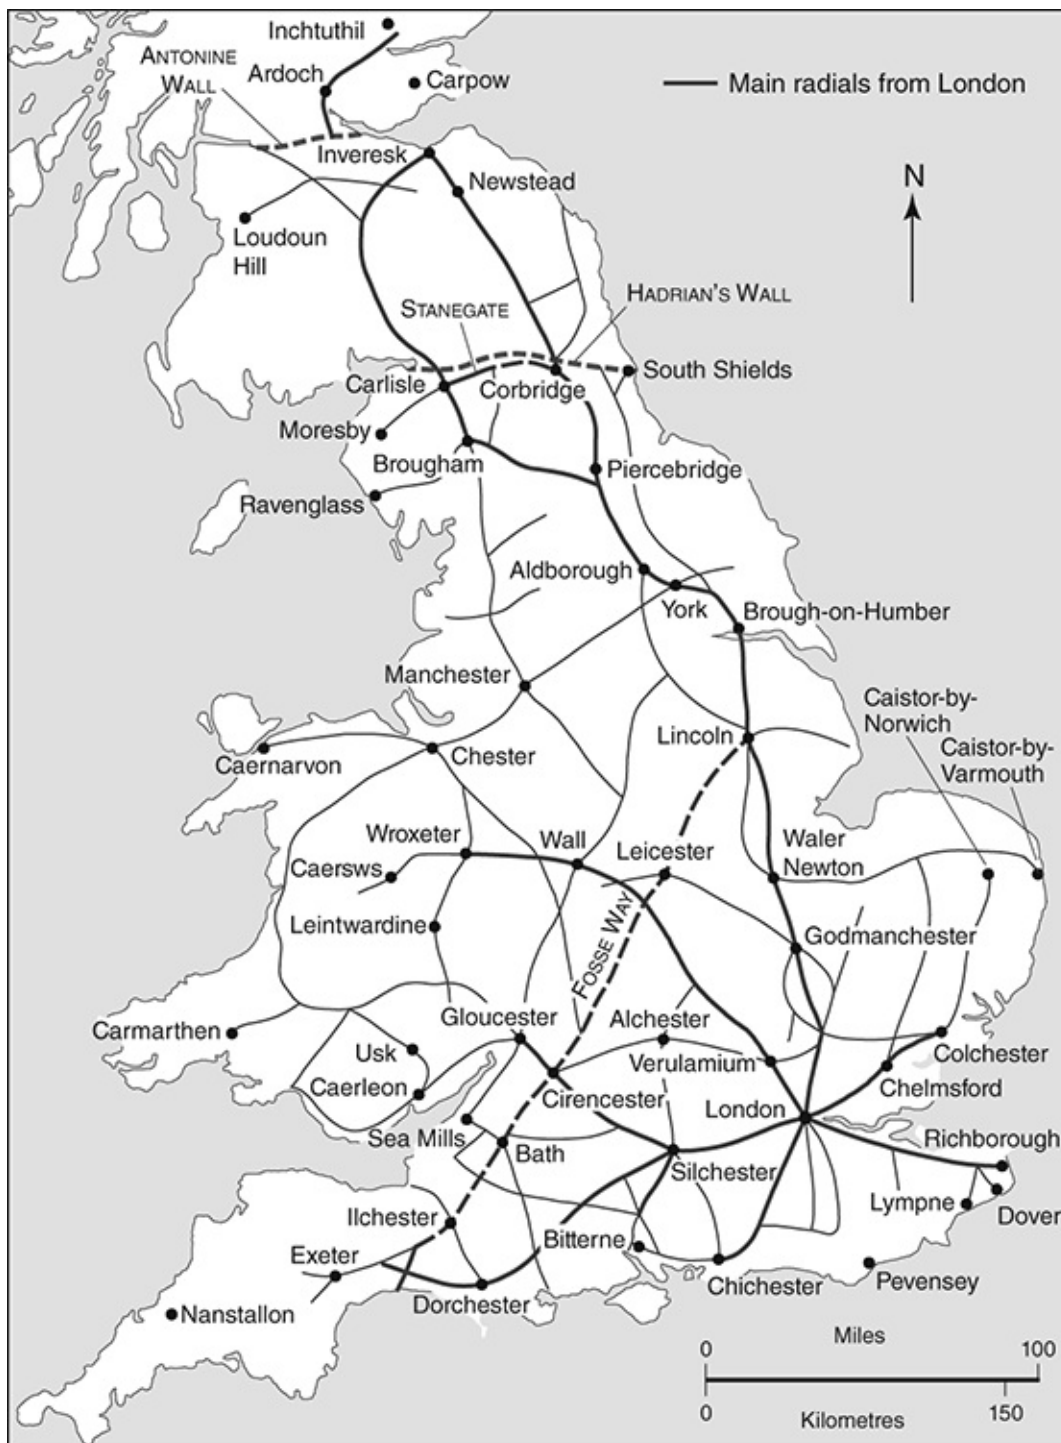 Inchtuthil
ANTONINE
WALL
Ardoch
Carpow
Main radials from London
Inveresk
Newstead
N
Loudoun
Hill
STANEGATE
HADRIAN'S WALL
Carlisle
Corbridge
South Shields
Moresby
Brougham
Piercebridge
Ravenglass
Aldborough
York
Brough-on-Humber
Manchester
Caistor-by-
Norwich
Lincoln
Caernarvon
Chester
Caistor-by-
Varmouth
Wroxeter
Wall
Leicester
Waler
Newton
Caersws
Leintwardine
FOSSE WAY
Godmanchester
Carmarthen
Gloucester
Alchester
Usk
Verulamium
Colchester
Caerleon
Cirencester
Chelmsford
London
Sea Mills
Bath
Silchester
Richborough
Lympne
Dover
Ilchester
Bitterne
Exeter
Chichester
Pevensey
Nanstallon
Dorchester
Miles
0 100
0 150
Kilometres